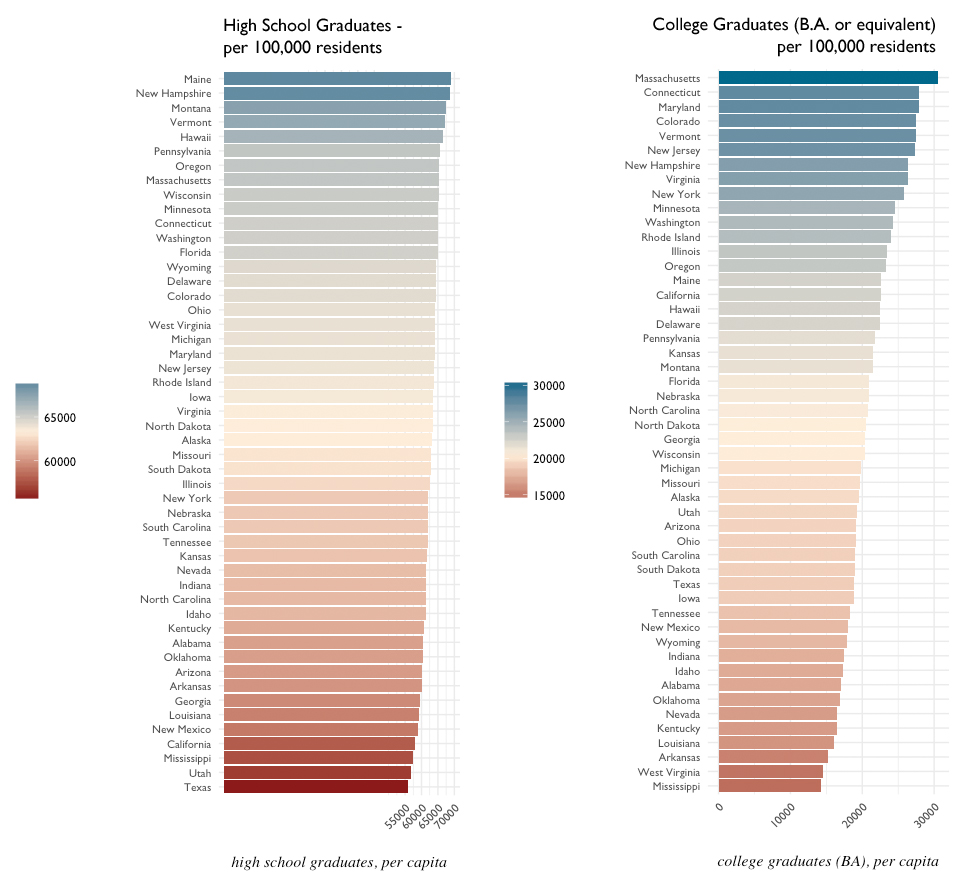 High School Graduates -
per 100,000 residents
Maine
New Hampshire
Montana
Vermont
Hawaii
Pennsylvania
Oregon
Massachusetts
Wisconsin
Minnesota
Connecticut
Washington
Florida
Wyoming
Delaware
Colorado
Ohio
West Virginia
Michigan
Maryland
New Jersey
Rhode Island
Iowa
Virginia
North Dakota
Alaska
Missouri
South Dakota
Illinois
New York
Nebraska
South Carolina
Tennessee
Kansas
Nevada
Indiana
North Carolina
Idaho
Kentucky
Alabama
Oklahoma
Arizona
Arkansas
Georgia
Louisiana
New Mexico
California
Mississippi
Utah
Texas
65000
60000
55000 60000 65000 70000
high school graduates, per capita
College Graduates (B.A. or equivalent)
per 100,000 residents
Massachusetts
Connecticut
Maryland
Colorado
Vermont
New Jersey
New Hampshire
Virginia
New York
Minnesota
Washington
Rhode Island
Illinois
Oregon
Maine
California
Hawaii
Delaware
Pennsylvania
Kansas
Montana
Florida
Nebraska
North Carolina
North Dakota
Georgia
Wisconsin
Michigan
Missouri
Alaska
Utah
Arizona
Ohio
South Carolina
South Dakota
Texas
Iowa
Tennessee
New Mexico
Wyoming
Indiana
Idaho
Alabama
Oklahoma
Nevada
Kentucky
Louisiana
Arkansas
West Virginia
Mississippi
30000
25000
20000
15000
0 10000 20000 30000
college graduates (BA), per capita